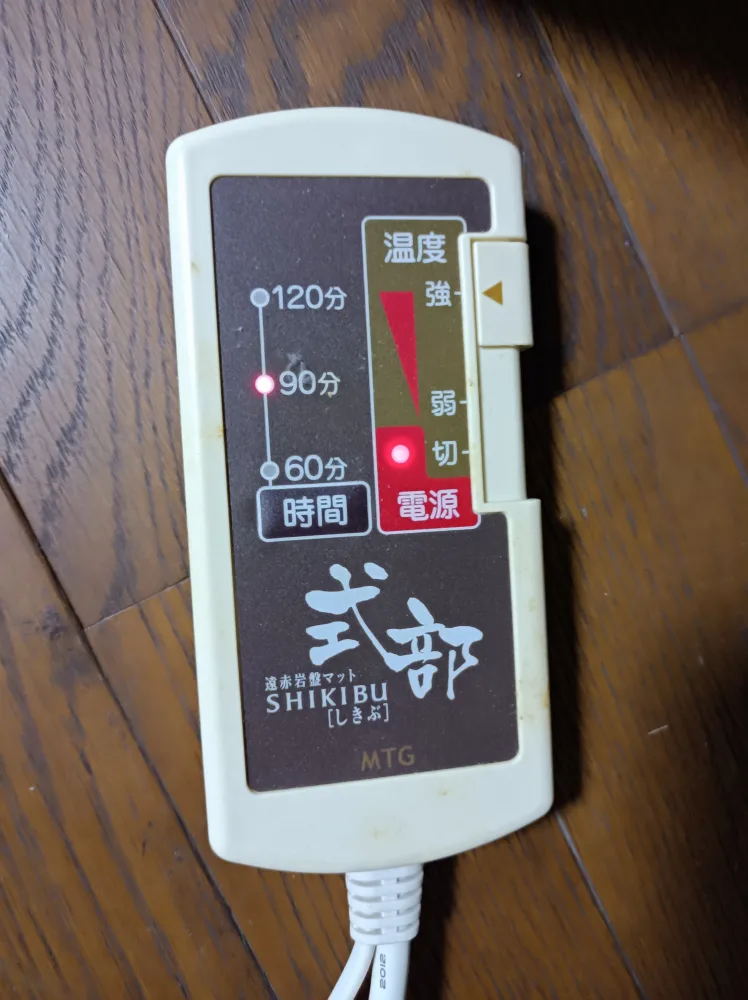 温度
強
120分
90分
弱
切
60分
時間
電源
式部
遠赤岩盤マット
SHIKIBU
[しきぶ]
MTG
2012